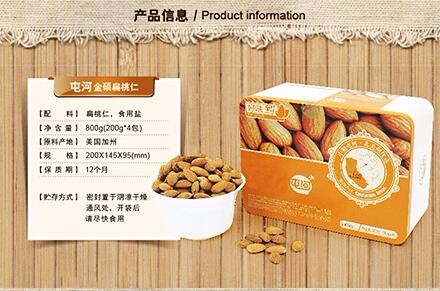 产品信息 / Product information
屯河金硕扁桃仁
【配 料】 扁桃仁，食用盐
【净 含 量】 800g(200g*4包)
【原料产地】 美国加州
【规 格】 200X145X95(mm)
【保 质 期】 12个月
【贮存方式】 密封置于阴凉干燥
通风处，开袋后
请尽快食用
屯河